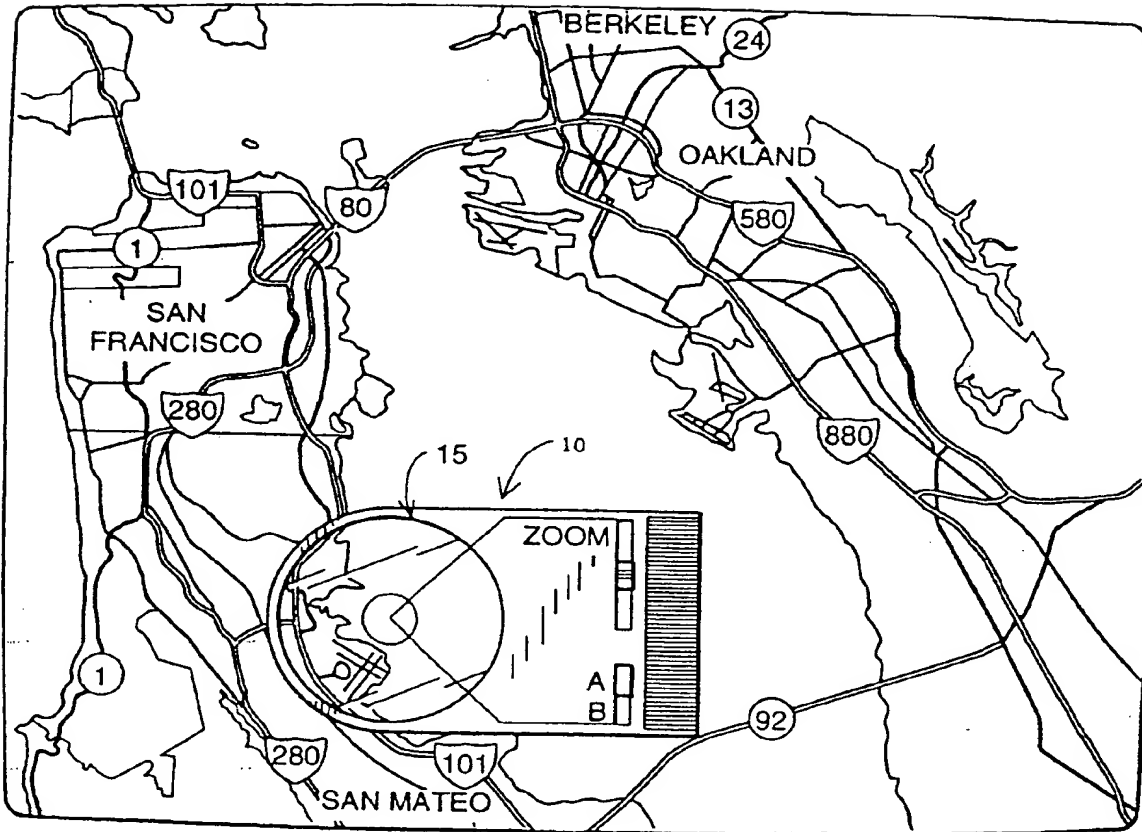 BERKELEY
24
13
OAKLAND
101
80
580
1
SAN
FRANCISCO
280
880
15
10
ZOOM
A
B
1
92
280
101
SAN MATEO